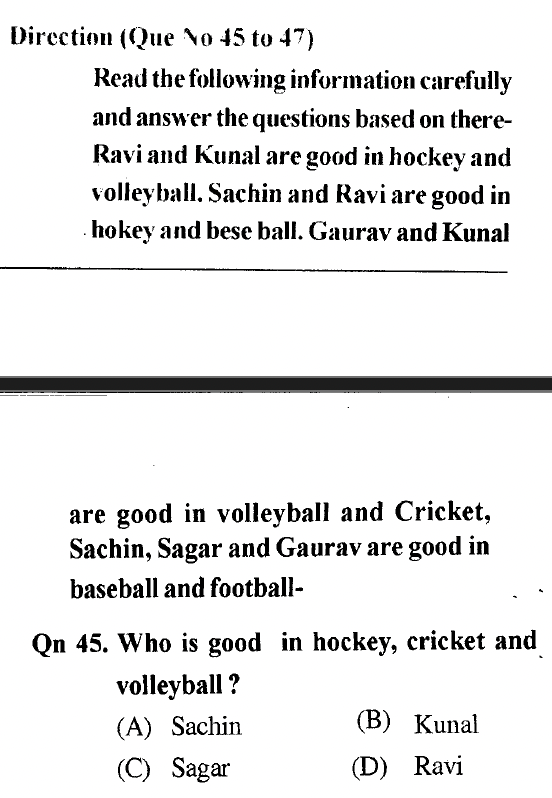 Direction (Que No 45 to 47)
Read the following information carefully
and answer the questions based on there-
Ravi and Kunal are good in hockey and
volleyball. Sachin and Ravi are good in
hokey and bese ball. Gaurav and Kunal
are good in volleyball and Cricket,
Sachin, Sagar and Gaurav are good in
baseball and football-
Qn 45. Who is good in hockey, cricket and
volleyball ?
(A) Sachin (B) Kunal
(C) Sagar (D) Ravi